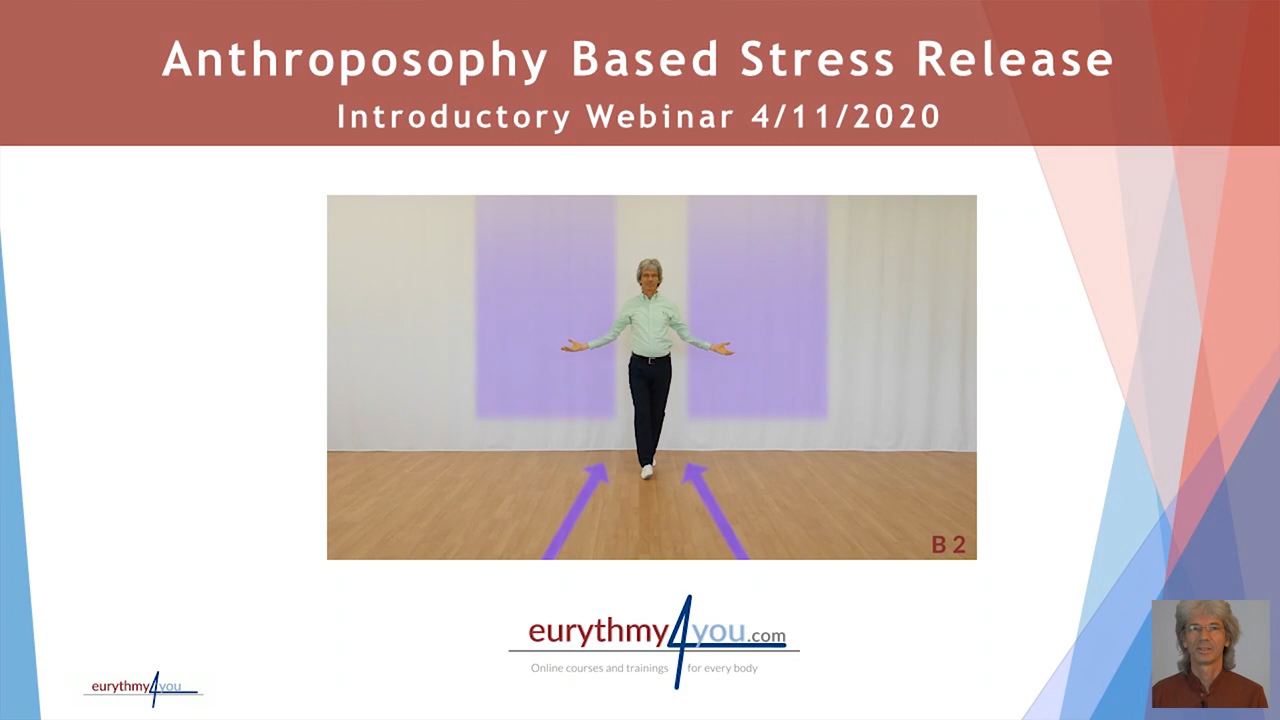 Anthroposophy Based Stress Release
Introductory Webinar 4/11/2020
B 2
eurythmy4you.com
Online courses and trainings for every body
eurythmy4you